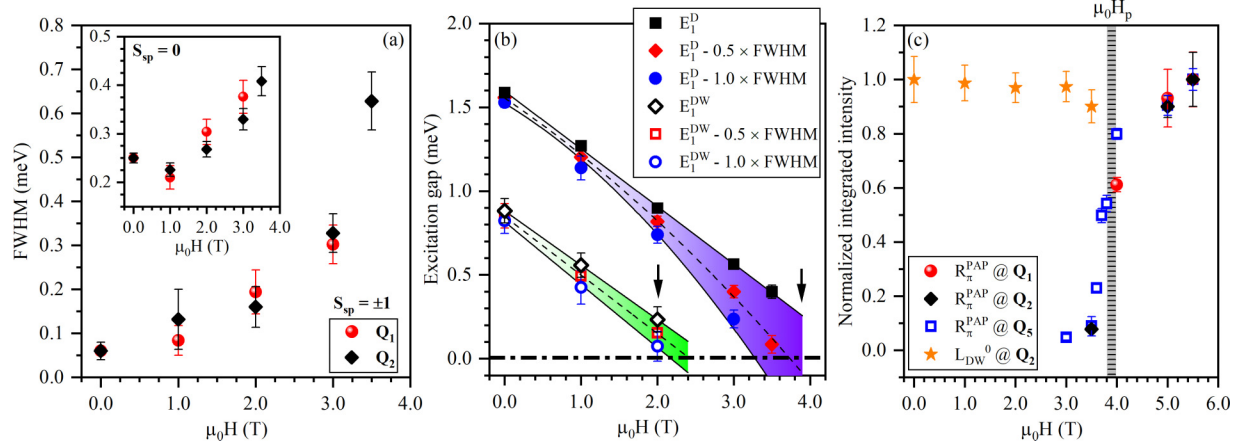 0.8
0.7
0.6
0.5
0.4
0.3
0.2
0.1
0.0
FWHM (meV)
0.0 1.0 2.0 3.0 4.0
μ₀H (T)
(a)
S_sp = 0
0.5
0.4
0.3
0.2
0.0 1.0 2.0 3.0 4.0
μ₀H (T)
S_sp = ±1
Q₁
Q₂
2.0
1.5
1.0
0.5
0.0
Excitation gap (meV)
0.0 1.0 2.0 3.0 4.0
μ₀H (T)
(b)
E₁^D
E₁^D - 0.5 × FWHM
E₁^D - 1.0 × FWHM
E₁^DW
E₁^DW - 0.5 × FWHM
E₁^DW - 1.0 × FWHM
μ₀H_p
1.2
1.0
0.8
0.6
0.4
0.2
0.0
Normalized integrated intensity
0.0 1.0 2.0 3.0 4.0 5.0 6.0
μ₀H (T)
(c)
R_π^PAP @ Q₁
R_π^PAP @ Q₂
R_π^PAP @ Q₅
L_DW^0 @ Q₂